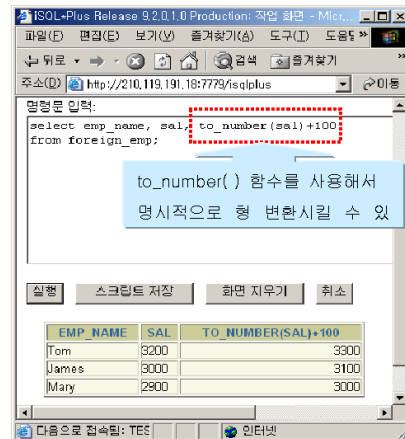 iSQL*Plus Release 9.2.0.1.0 Production: 작업 화면 - Micr...
파일(F) 편집(E) 보기(V) 즐겨찾기(A) 도구(T) 도움말
뒤로 검색 즐겨찾기
주소(D) http://210.119.191.18:7779/isqlplus 이동
명령문 입력:
select emp_name, sal, to_number(sal)+100
from foreign_emp;
to_number() 함수를 사용해서
명시적으로 형 변환시킬 수 있
실행 스크립트 저장 화면 지우기 취소
EMP_NAME SAL TO_NUMBER(SAL)+100
Tom 3200 3300
James 3000 3100
Mary 2900 3000
다음으로 접속됨: TES 인터넷